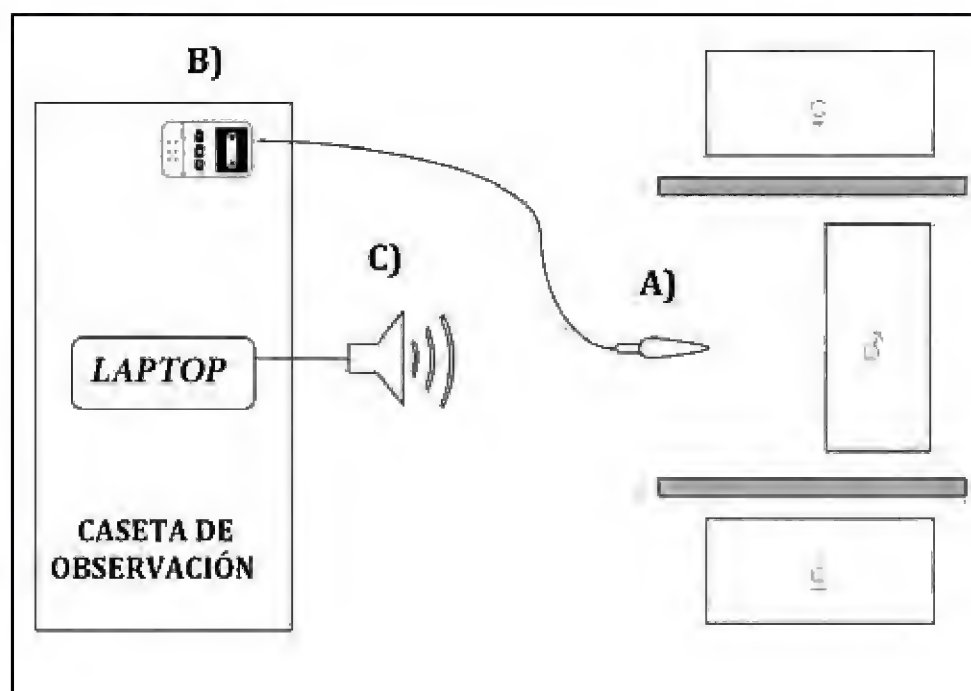 B)
C)
A)
LAPTOP
CASETA DE
OBSERVACIÓN